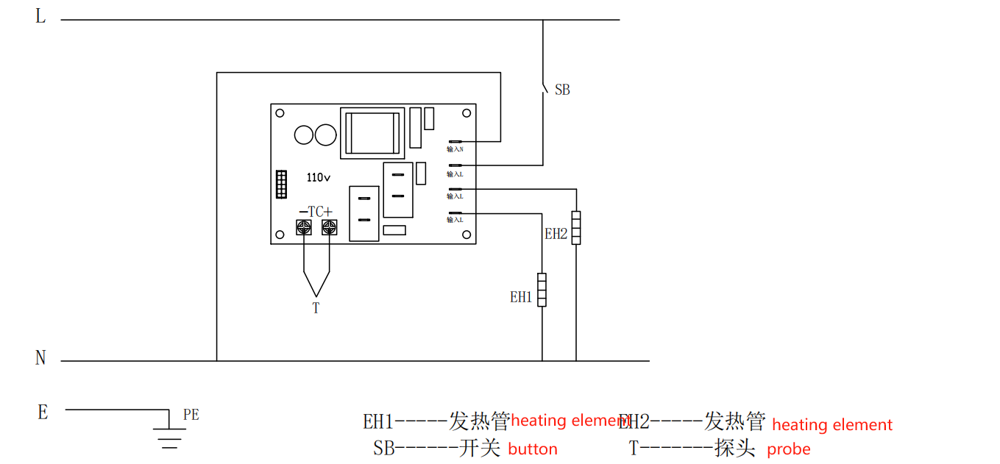 L
SB
输入N
输入L
110v
输入L
-TC+
输入L
EH2
EH1
T
N
E
PE
EH1-----发热管heating element EH2-----发热管 heating element
SB------开关 button T-------探头 probe